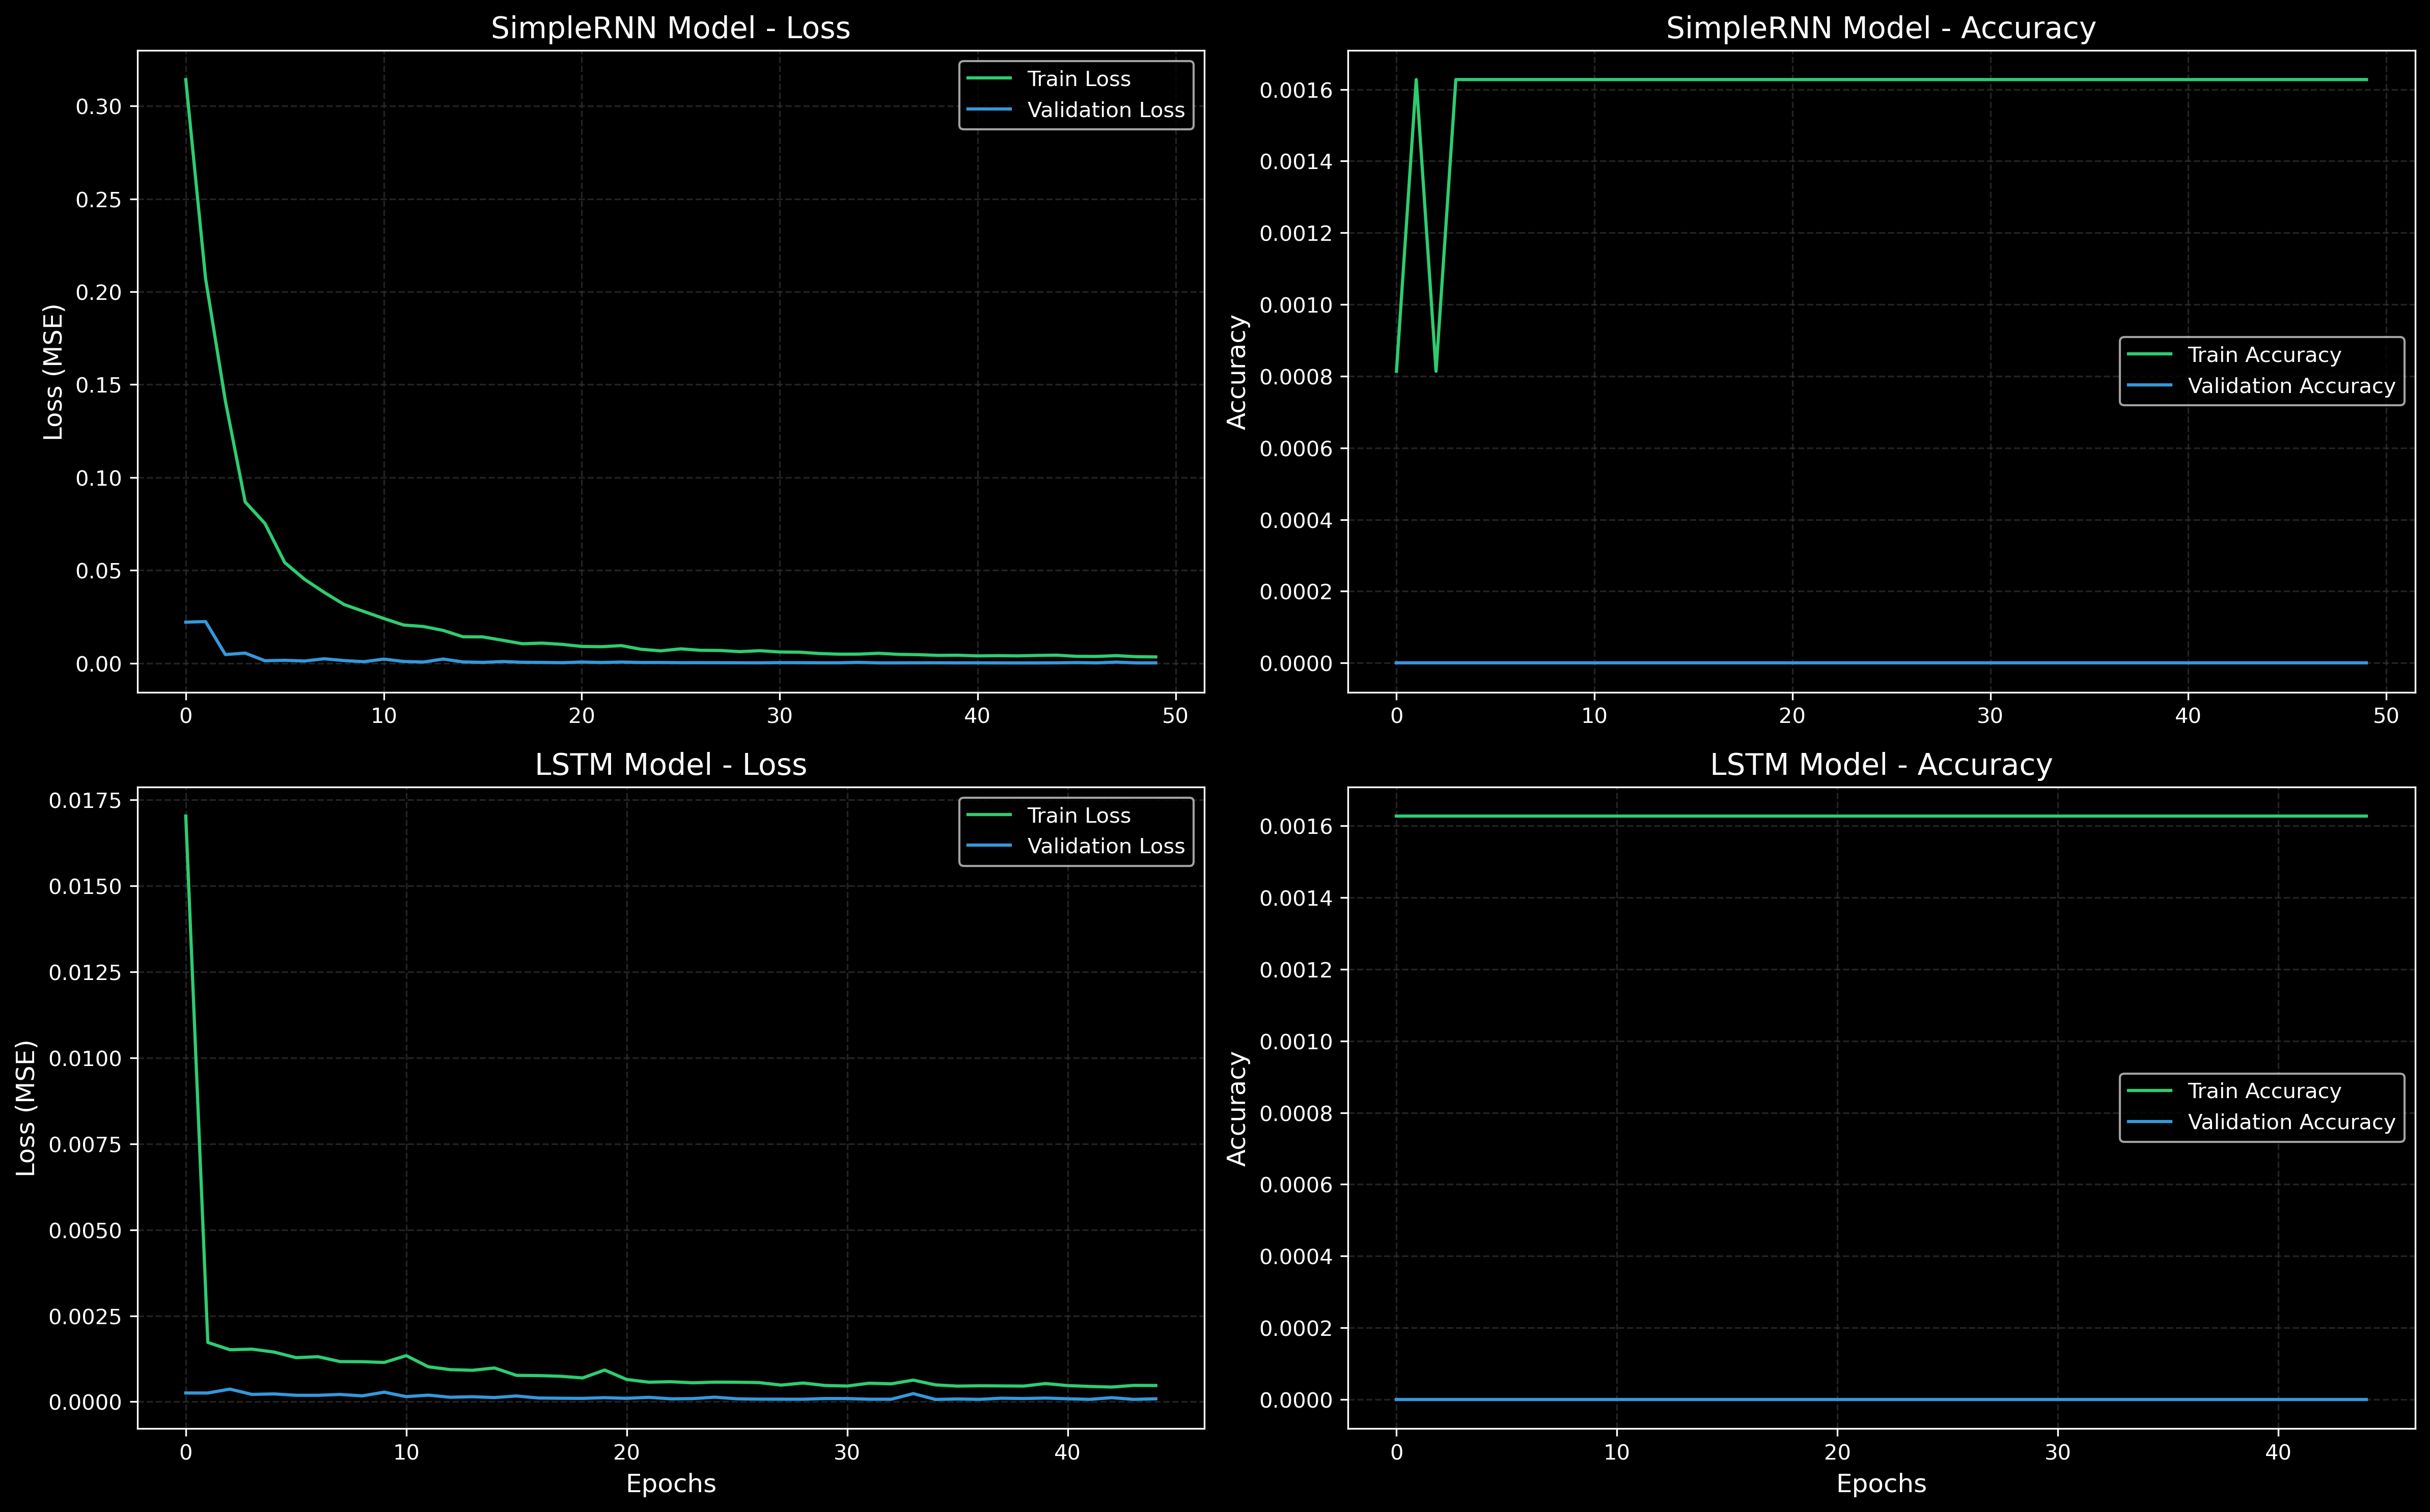 SimpleRNN Model - Loss
Loss (MSE)
0.30
0.25
0.20
0.15
0.10
0.05
0.00
0 10 20 30 40 50
Train Loss
Validation Loss
SimpleRNN Model - Accuracy
Accuracy
0.0016
0.0014
0.0012
0.0010
0.0008
0.0006
0.0004
0.0002
0.0000
0 10 20 30 40 50
Train Accuracy
Validation Accuracy
LSTM Model - Loss
Loss (MSE)
0.0175
0.0150
0.0125
0.0100
0.0075
0.0050
0.0025
0.0000
0 10 20 30 40
Epochs
Train Loss
Validation Loss
LSTM Model - Accuracy
Accuracy
0.0016
0.0014
0.0012
0.0010
0.0008
0.0006
0.0004
0.0002
0.0000
0 10 20 30 40
Epochs
Train Accuracy
Validation Accuracy